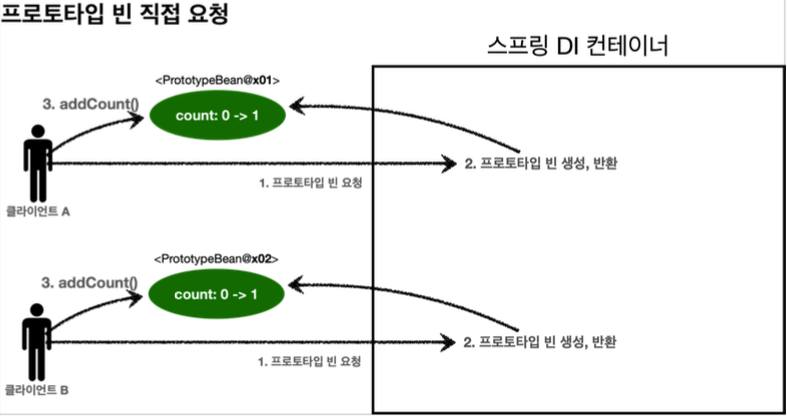 프로토타입 빈 직접 요청
스프링 DI 컨테이너
<PrototypeBean@x01>
3. addCount()
count: 0 -> 1
2. 프로토타입 빈 생성, 반환
1. 프로토타입 빈 요청
클라이언트 A
<PrototypeBean@x02>
3. addCount()
count: 0 -> 1
2. 프로토타입 빈 생성, 반환
1. 프로토타입 빈 요청
클라이언트 B